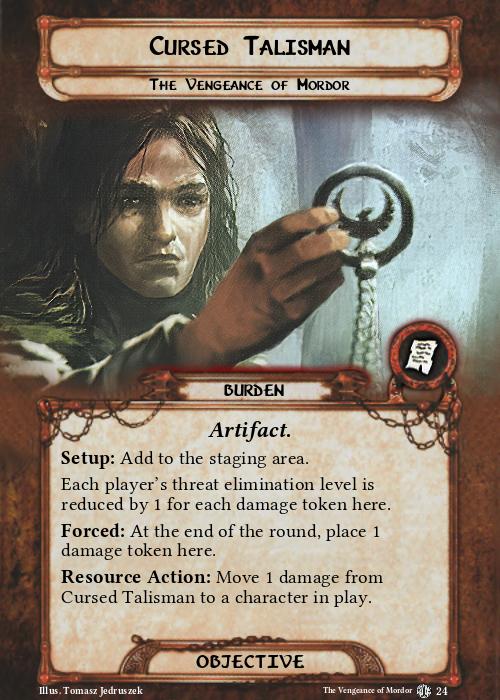 Cursed Talisman
The Vengeance of Mordor
BURDEN
Artifact.
Setup: Add to the staging area.
Each player's threat elimination level is
reduced by 1 for each damage token here.
Forced: At the end of the round, place 1
damage token here.
Resource Action: Move 1 damage from
Cursed Talisman to a character in play.
OBJECTIVE
Illus. Tomasz Jedruszek
The Vengeance of Mordor 24